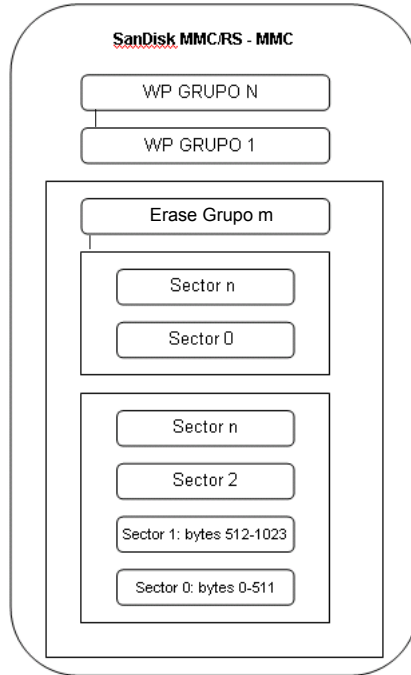 SanDisk MMC/RS - MMC
WP GRUPO N
WP GRUPO 1
Erase Grupo m
Sector n
Sector 0
Sector n
Sector 2
Sector 1: bytes 512-1023
Sector 0: bytes 0-511